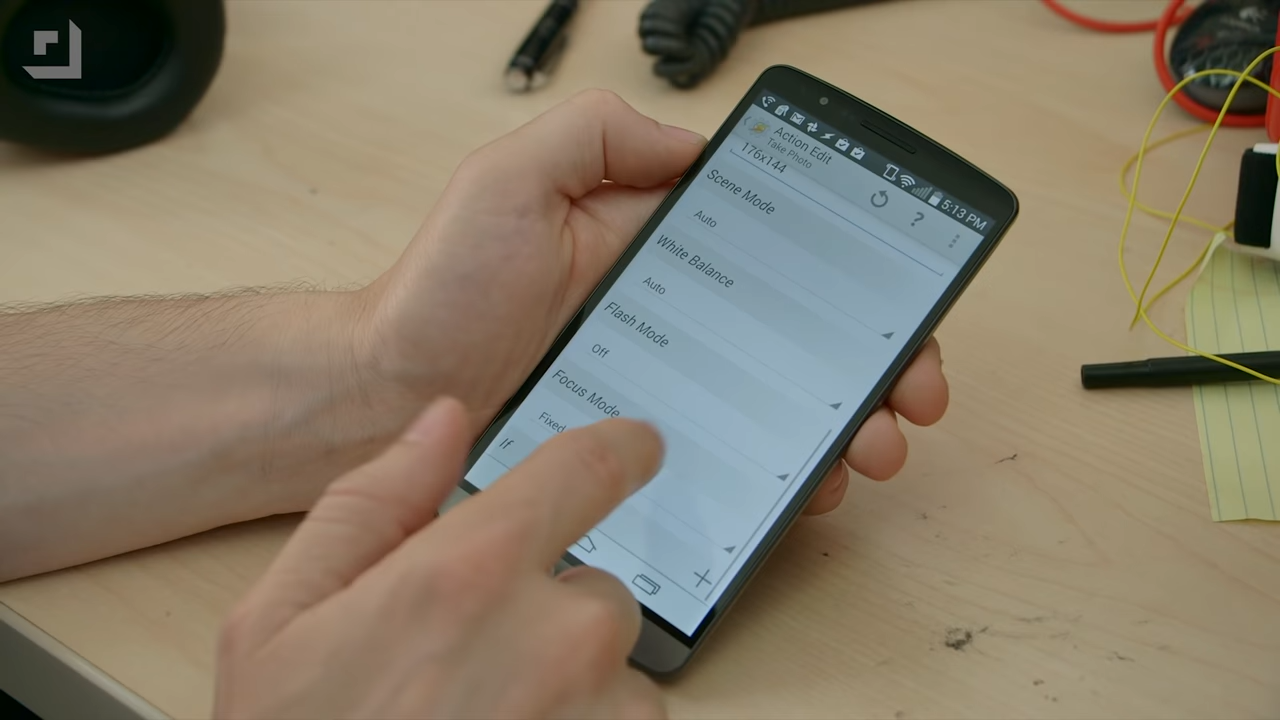 5:13 PM
Action Edit
Take Photo
176x144
Scene Mode
Auto
White Balance
Auto
Flash Mode
Off
Focus Mode
Fixed
If